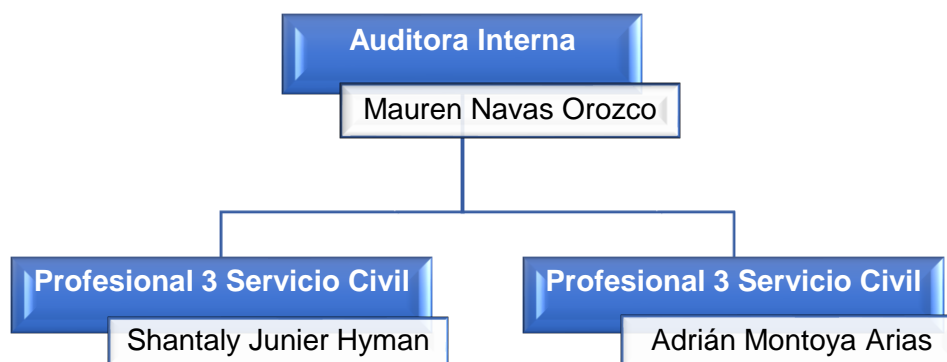 Auditora Interna
Mauren Navas Orozco
Profesional 3 Servicio Civil
Shantaly Junier Hyman
Profesional 3 Servicio Civil
Adrián Montoya Arias